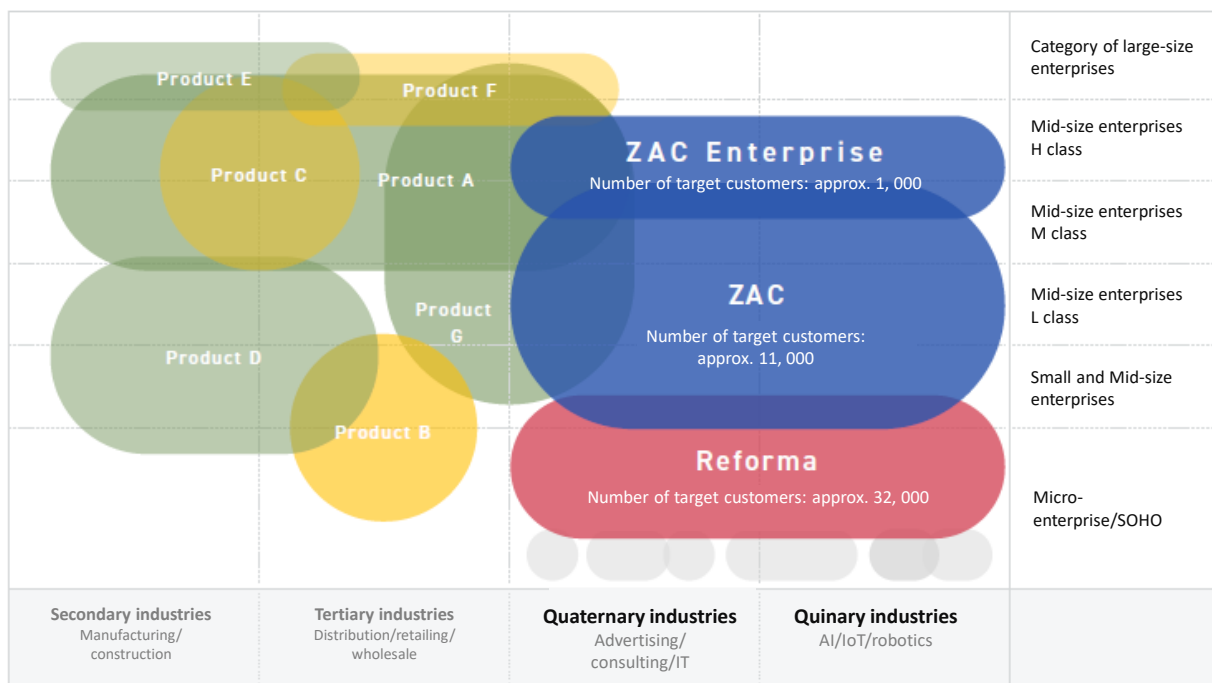 Product E
Product F
Product C
Product A
Product
G
Product D
Product B
ZAC Enterprise
Number of target customers: approx. 1, 000
ZAC
Number of target customers:
approx. 11, 000
Reforma
Number of target customers: approx. 32, 000
Category of large-size
enterprises
Mid-size enterprises
H class
Mid-size enterprises
M class
Mid-size enterprises
L class
Small and Mid-size
enterprises
Micro-
enterprise/SOHO
Secondary industries
Manufacturing/
construction
Tertiary industries
Distribution/retailing/
wholesale
Quaternary industries
Advertising/
consulting/IT
Quinary industries
AI/IoT/robotics